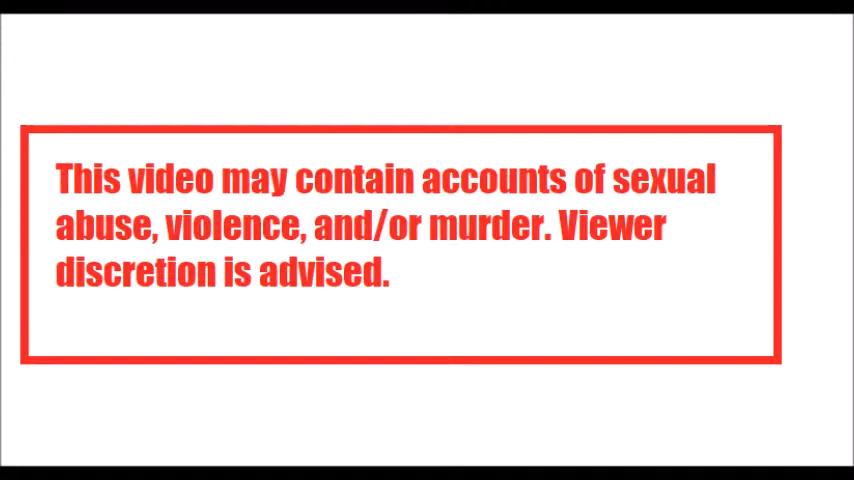 This video may contain accounts of sexual
abuse, violence, and/or murder. Viewer
discretion is advised.